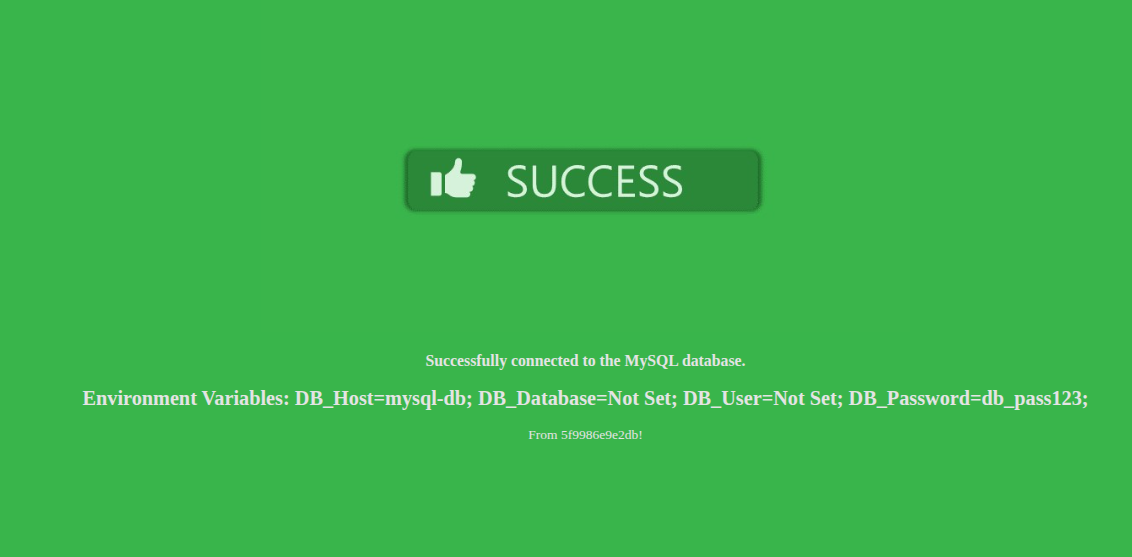 SUCCESS
Successfully connected to the MySQL database.
Environment Variables: DB_Host=mysql-db; DB_Database=Not Set; DB_User=Not Set; DB_Password=db_pass123;
From 5f9986e9e2db!